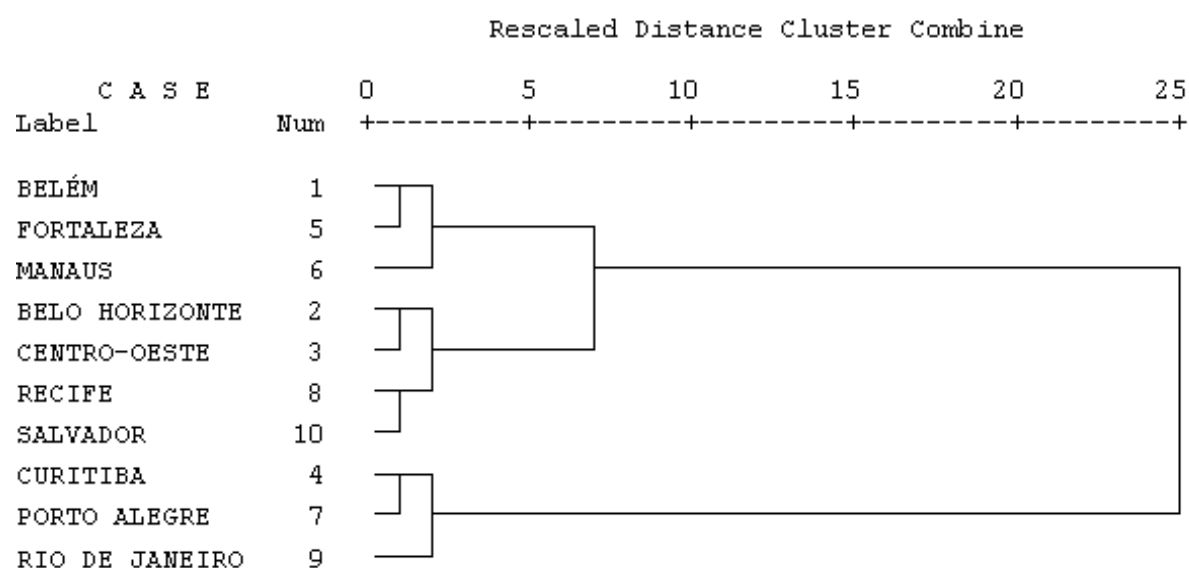 Rescaled Distance Cluster Combine
C A S E 0 5 10 15 20 25
Label Num +---------+---------+---------+---------+---------+
BELÉM 1
FORTALEZA 5
MANAUS 6
BELO HORIZONTE 2
CENTRO-OESTE 3
RECIFE 8
SALVADOR 10
CURITIBA 4
PORTO ALEGRE 7
RIO DE JANEIRO 9